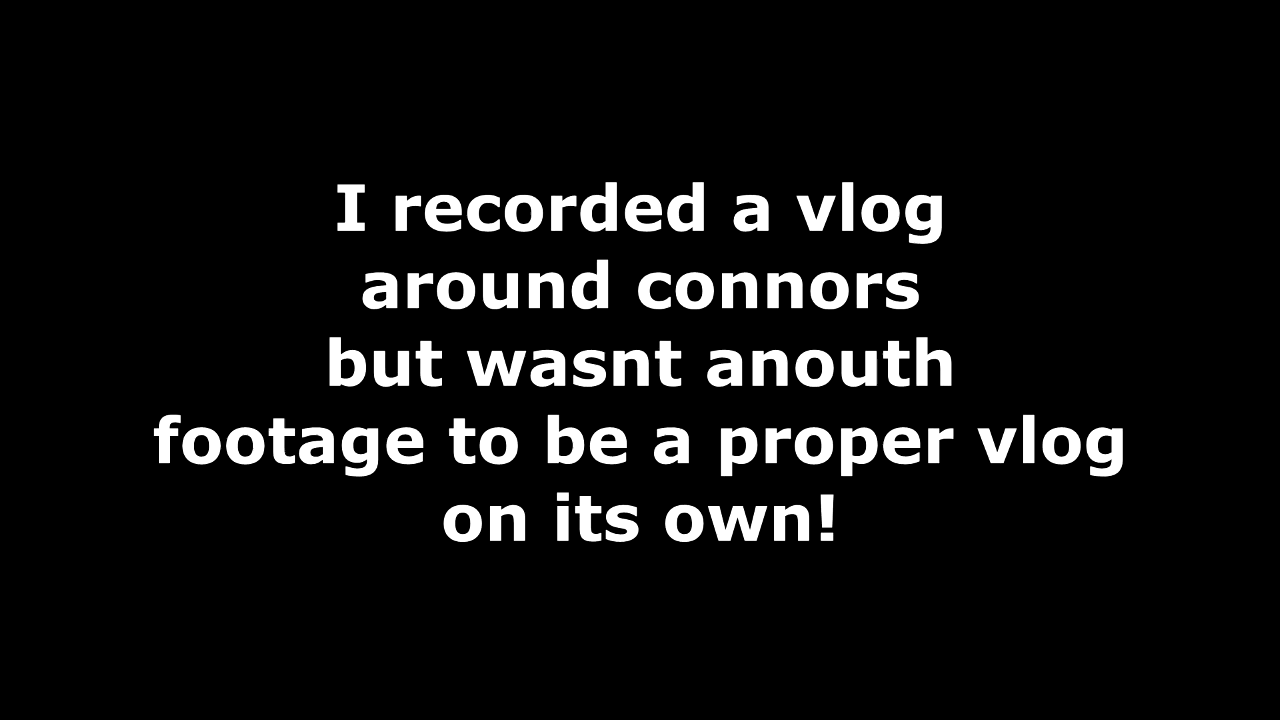 I recorded a vlog
around connors
but wasnt anouth
footage to be a proper vlog
on its own!